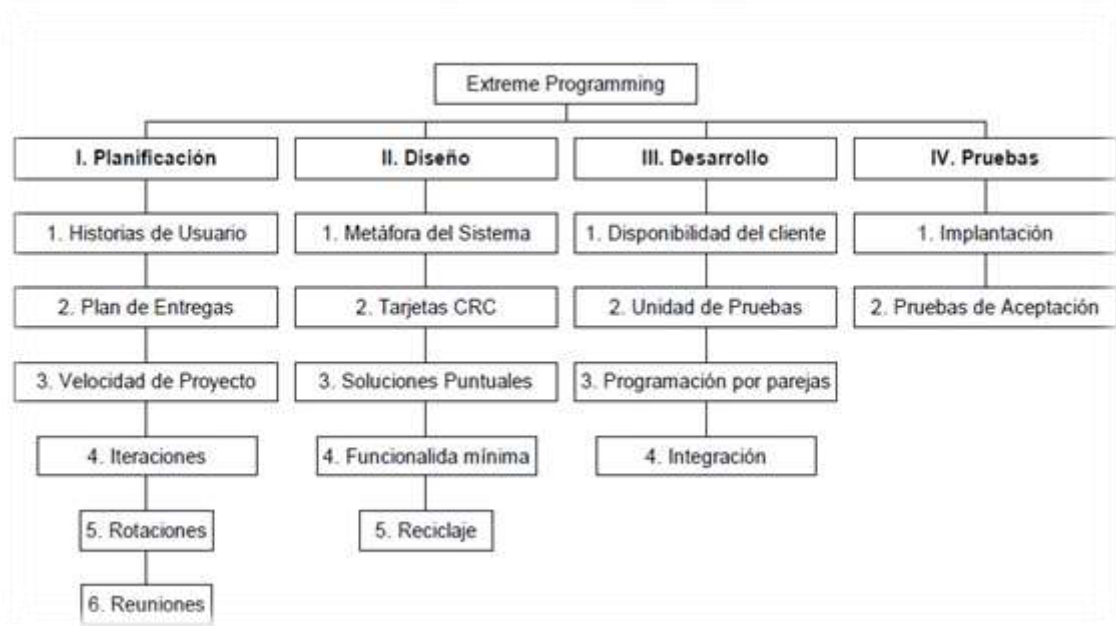 Extreme Programming
I. Planificación
II. Diseño
III. Desarrollo
IV. Pruebas
1. Historias de Usuario
1. Metáfora del Sistema
1. Disponibilidad del cliente
1. Implantación
2. Plan de Entregas
2. Tarjetas CRC
2. Unidad de Pruebas
2. Pruebas de Aceptación
3. Velocidad de Proyecto
3. Soluciones Puntuales
3. Programación por parejas
4. Iteraciones
4. Funcionalida mínima
4. Integración
5. Rotaciones
5. Reciclaje
6. Reuniones